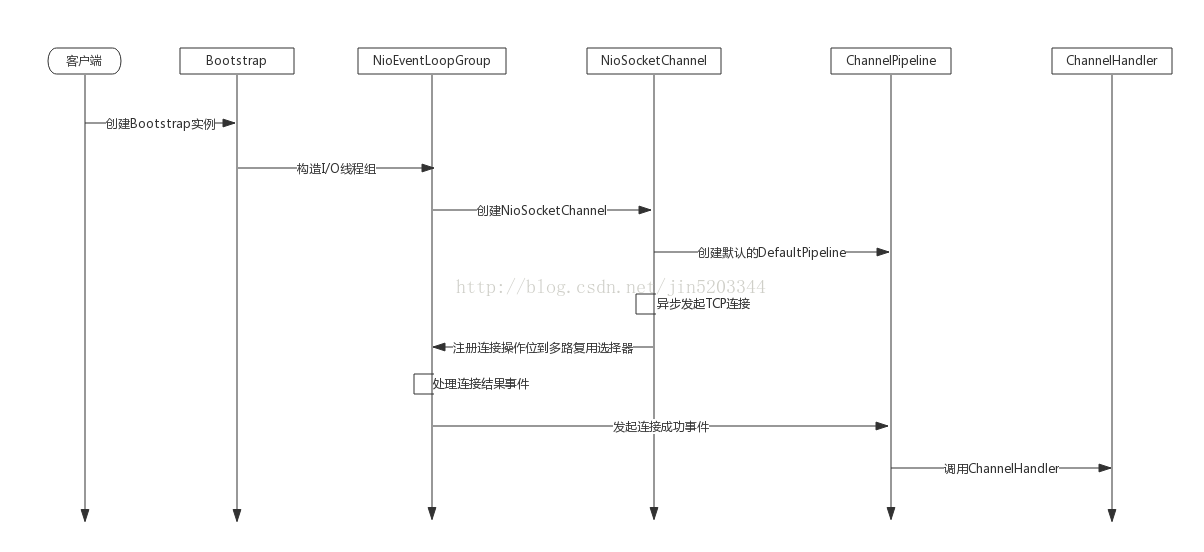 客户端
Bootstrap
NioEventLoopGroup
NioSocketChannel
ChannelPipeline
ChannelHandler
创建Bootstrap实例
构造I/O线程组
创建NioSocketChannel
创建默认的DefaultPipeline
http://blog.csdn.net/jin5203344
异步发起TCP连接
注册连接操作位到多路复用选择器
处理连接结果事件
发起连接成功事件
调用ChannelHandler